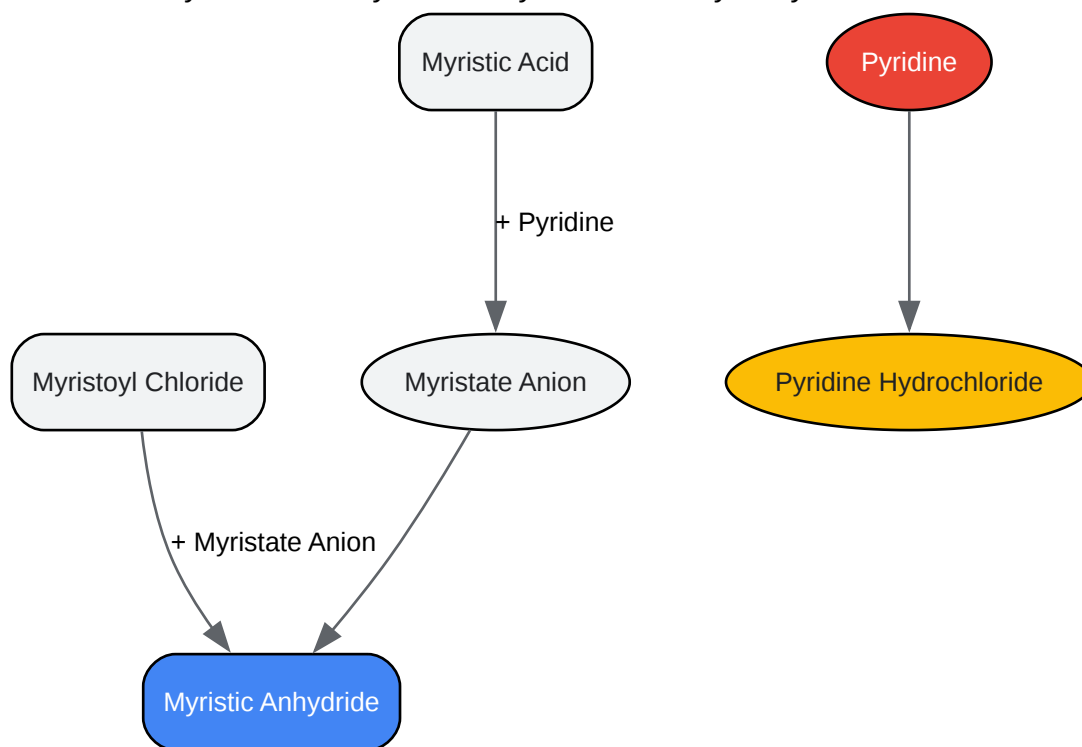 Myristic Acid
Pyridine
+ Pyridine
Myristoyl Chloride
Myristate Anion
Pyridine Hydrochloride
+ Myristate Anion
Myristic Anhydride